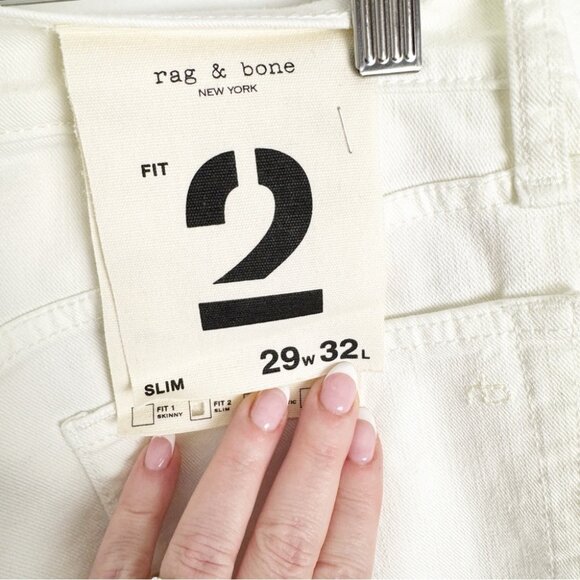 rag & bone
NEW YORK
FIT
2
29W 32L
SLIM
FIT 1
SKINNY
FIT 2
SLIM